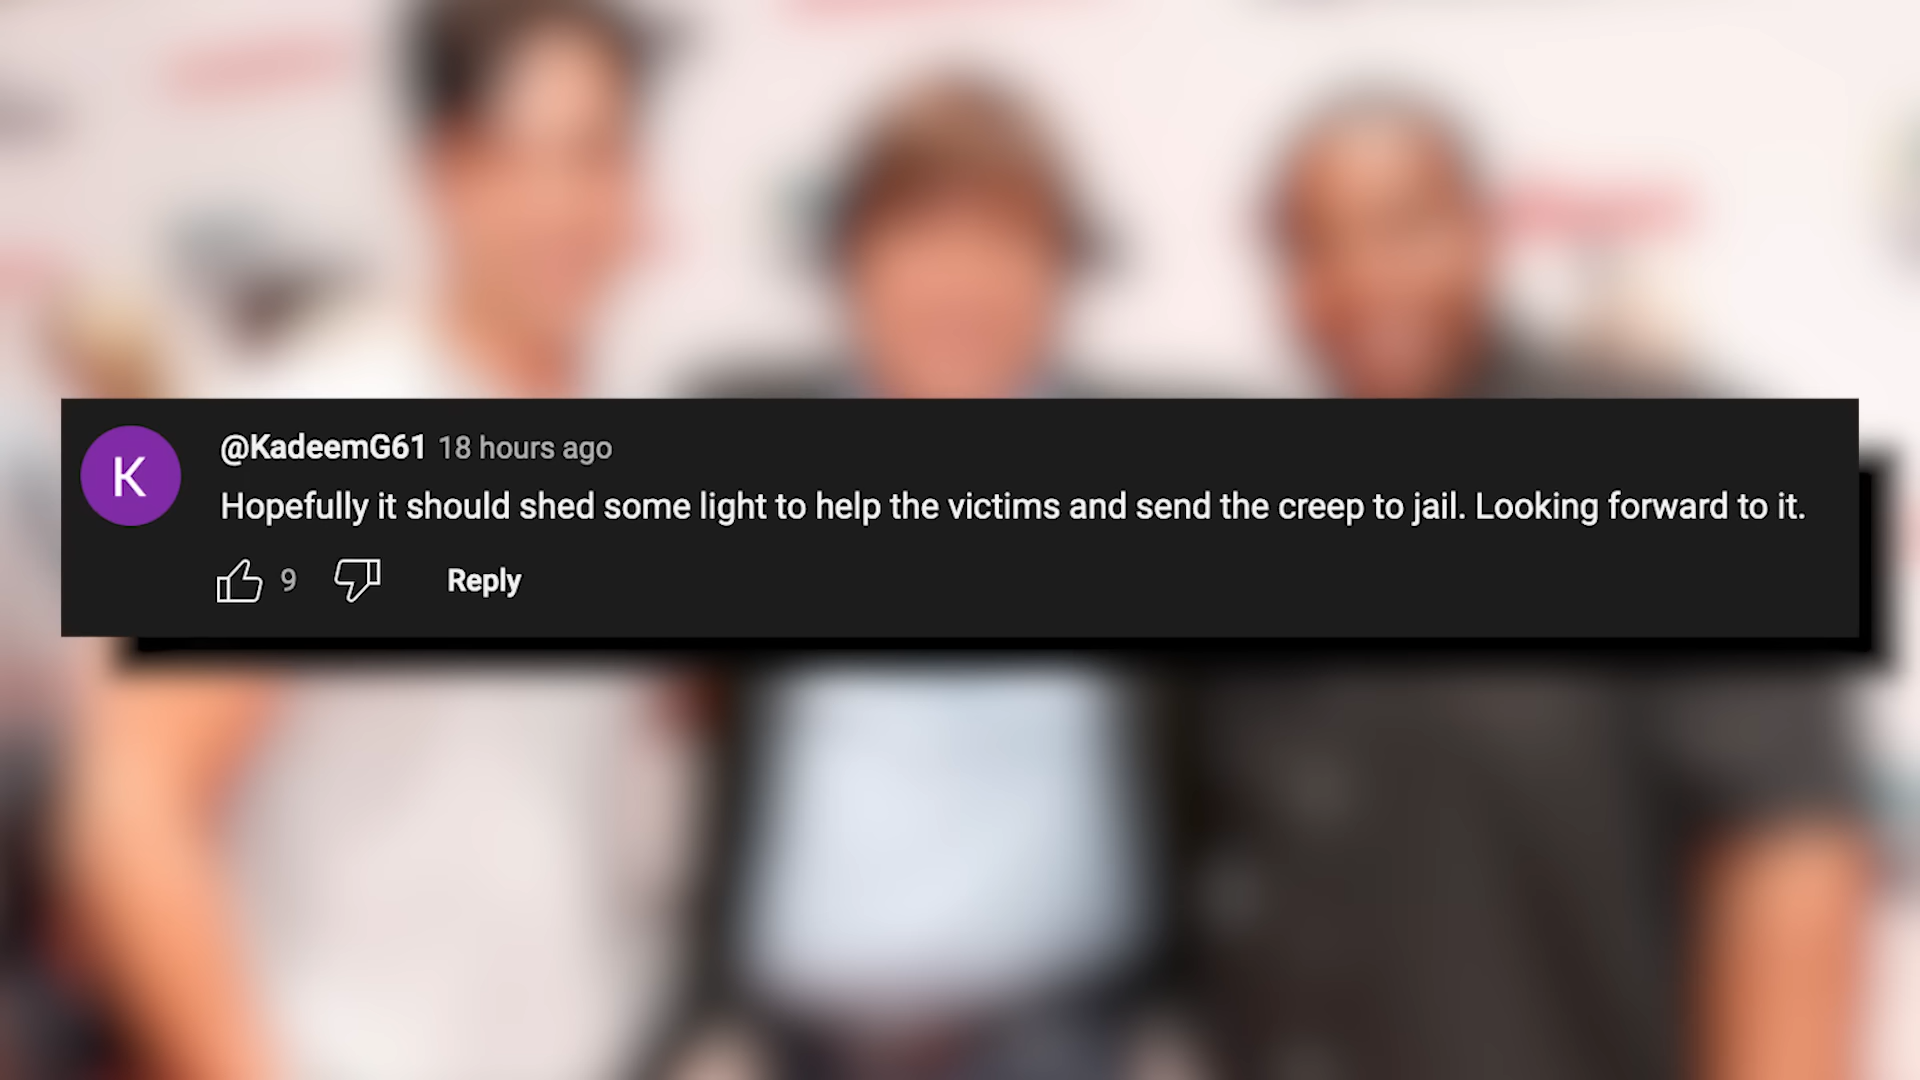 K
@KadeemG61 18 hours ago
Hopefully it should shed some light to help the victims and send the creep to jail. Looking forward to it.
9 Reply